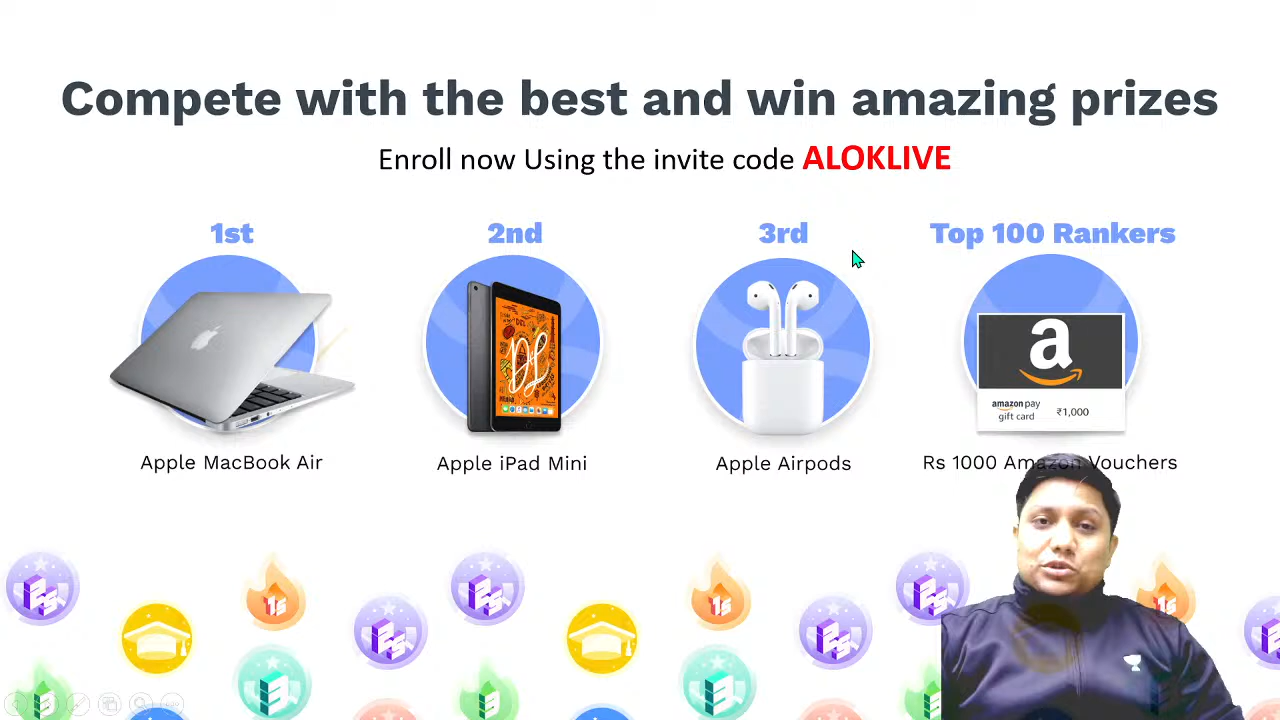 Compete with the best and win amazing prizes
Enroll now Using the invite code ALOKLIVE
1st
2nd
3rd
Top 100 Rankers
DL
a
amazon pay
gift card
₹1,000
Apple MacBook Air
Apple iPad Mini
Apple Airpods
Rs 1000 Amazon Vouchers